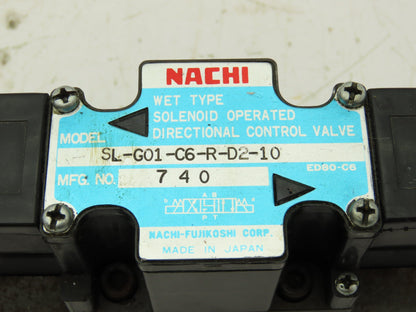 NACHI
WET TYPE
SOLENOID OPERATED
DIRECTIONAL CONTROL VALVE
MODEL
SL-G01-C6-R-D2-10
ED80-C6
MFG. NO.
740
A B
P T
NACHI-FUJIKOSHI CORP.
MADE IN JAPAN